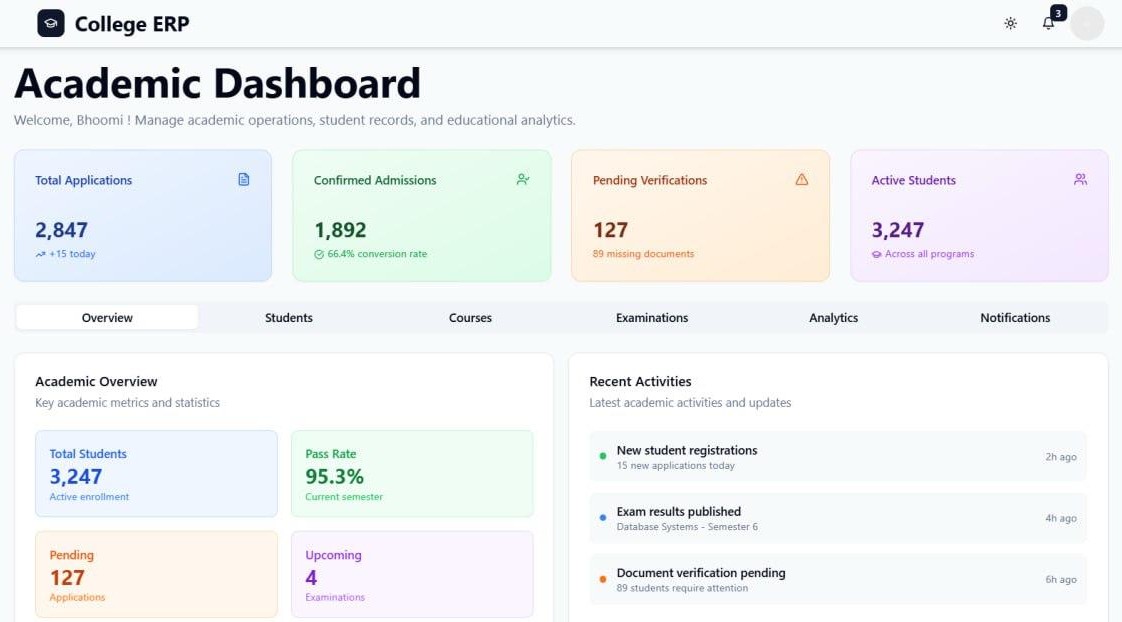 College ERP
3
Academic Dashboard
Welcome, Bhoomi ! Manage academic operations, student records, and educational analytics.
Total Applications
2,847
+15 today
Confirmed Admissions
1,892
66.4% conversion rate
Pending Verifications
127
89 missing documents
Active Students
3,247
Across all programs
Overview Students Courses Examinations Analytics Notifications
Academic Overview
Key academic metrics and statistics
Total Students
3,247
Active enrollment
Pass Rate
95.3%
Current semester
Pending
127
Applications
Upcoming
4
Examinations
Recent Activities
Latest academic activities and updates
New student registrations
15 new applications today
2h ago
Exam results published
Database Systems - Semester 6
4h ago
Document verification pending
89 students require attention
6h ago